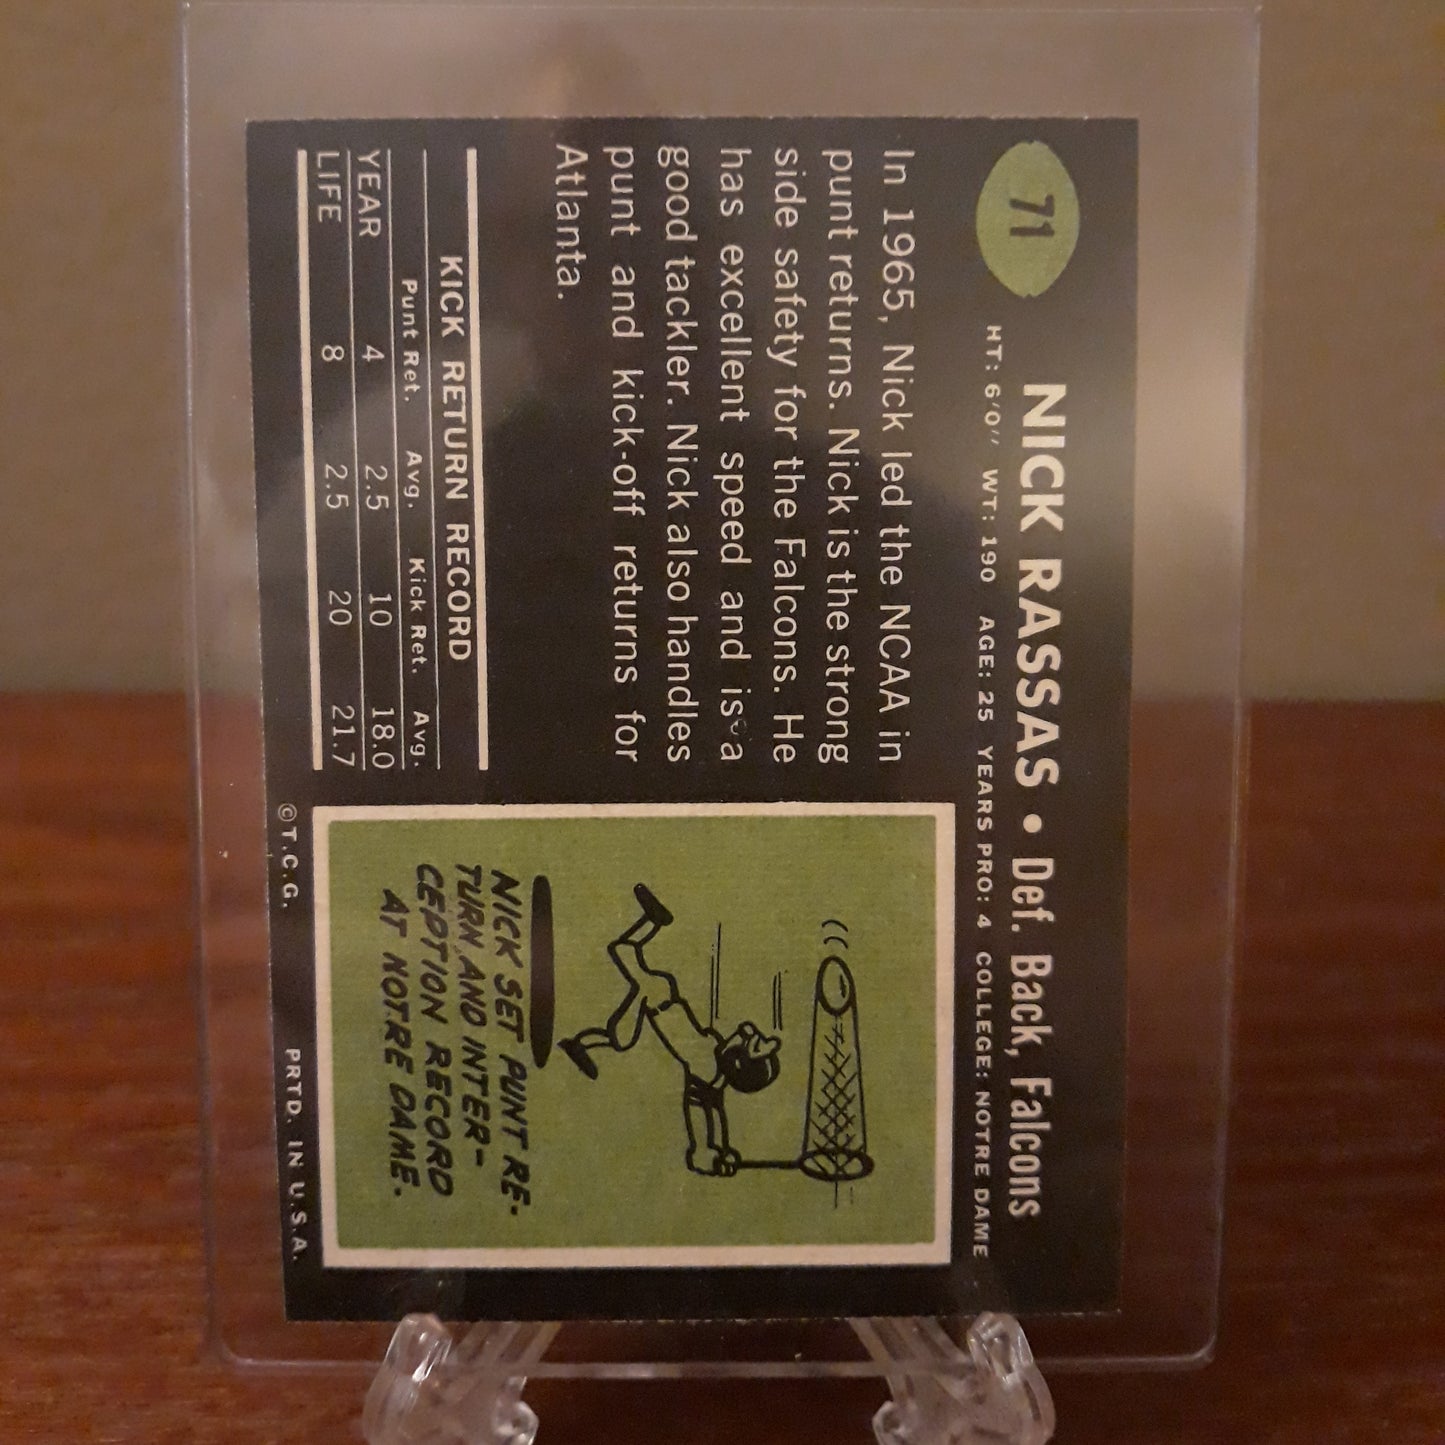 71
NICK RASSAS • Def. Back, Falcons
HT: 6'0" WT: 190 AGE: 25 YEARS PRO: 4 COLLEGE: NOTRE DAME
In 1965, Nick led the NCAA in
punt returns. Nick is the strong
side safety for the Falcons. He
has excellent speed and is a
good tackler. Nick also handles
punt and kick-off returns for
Atlanta.
KICK RETURN RECORD
Punt Ret. Avg. Kick Ret. Avg.
YEAR 4 2.5 10 18.0
LIFE 8 2.5 20 21.7
NICK SET PUNT RE-
TURN AND INTER-
CEPTION RECORD
AT NOTRE DAME.
©T.C.G. PRTD. IN U.S.A.